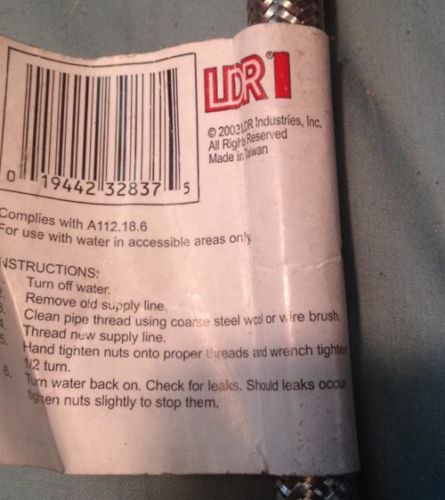 LDR®
© 2003 LDR Industries, Inc.
All Rights Reserved
Made in Taiwan
0 19442 32837 5
Complies with A112.18.6
For use with water in accessible areas only
INSTRUCTIONS:
Turn off water.
Remove old supply line.
3. Clean pipe thread using coarse steel wool or wire brush.
4. Thread new supply line.
5. Hand tighten nuts onto proper threads and wrench tighten
1/2 turn.
6. Turn water back on. Check for leaks. Should leaks occur
tighten nuts slightly to stop them.